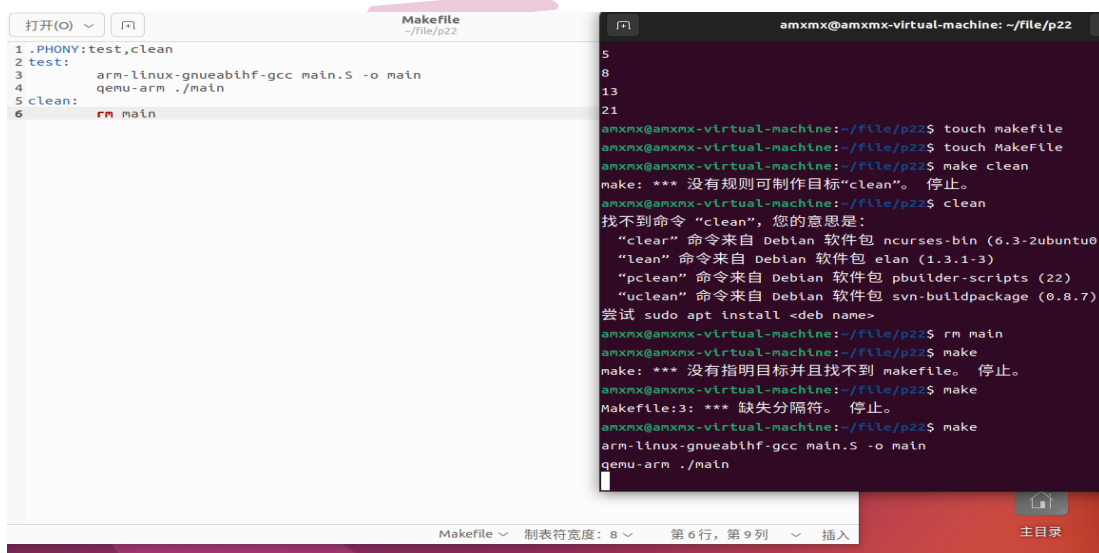 打开(O)
Makefile
~/file/p22
1 .PHONY:test,clean
2 test:
3 arm-linux-gnueabihf-gcc main.S -o main
4 qemu-arm ./main
5 clean:
6 rm main
Makefile 制表符宽度：8 第 6行，第 9列 插入
amxmx@amxmx-virtual-machine: ~/file/p22
5
8
13
21
amxmx@amxmx-virtual-machine:~/file/p22$ touch makefile
amxmx@amxmx-virtual-machine:~/file/p22$ touch MakeFile
amxmx@amxmx-virtual-machine:~/file/p22$ make clean
make: *** 没有规则可制作目标“clean”。 停止。
amxmx@amxmx-virtual-machine:~/file/p22$ clean
找不到命令 “clean”，您的意思是：
“clear” 命令来自 Debian 软件包 ncurses-bin (6.3-2ubuntu0
“lean” 命令来自 Debian 软件包 elan (1.3.1-3)
“pclean” 命令来自 Debian 软件包 pbuilder-scripts (22)
“uclean” 命令来自 Debian 软件包 svn-buildpackage (0.8.7)
尝试 sudo apt install <deb name>
amxmx@amxmx-virtual-machine:~/file/p22$ rm main
amxmx@amxmx-virtual-machine:~/file/p22$ make
make: *** 没有指明目标并且找不到 makefile。 停止。
amxmx@amxmx-virtual-machine:~/file/p22$ make
Makefile:3: *** 缺失分隔符。 停止。
amxmx@amxmx-virtual-machine:~/file/p22$ make
arm-linux-gnueabihf-gcc main.S -o main
qemu-arm ./main
主目录